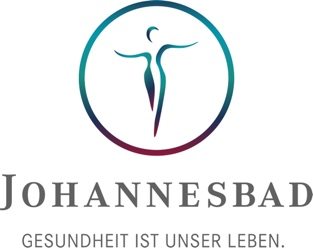 JOHANNESBAD
GESUNDHEIT IST UNSER LEBEN.